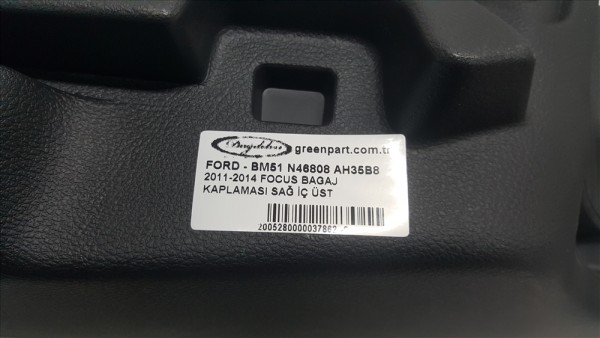 greenpart.com.tr
FORD - BM51 N46808 AH35B8
2011-2014 FOCUS BAGAJ
KAPLAMASI SAĞ İÇ ÜST